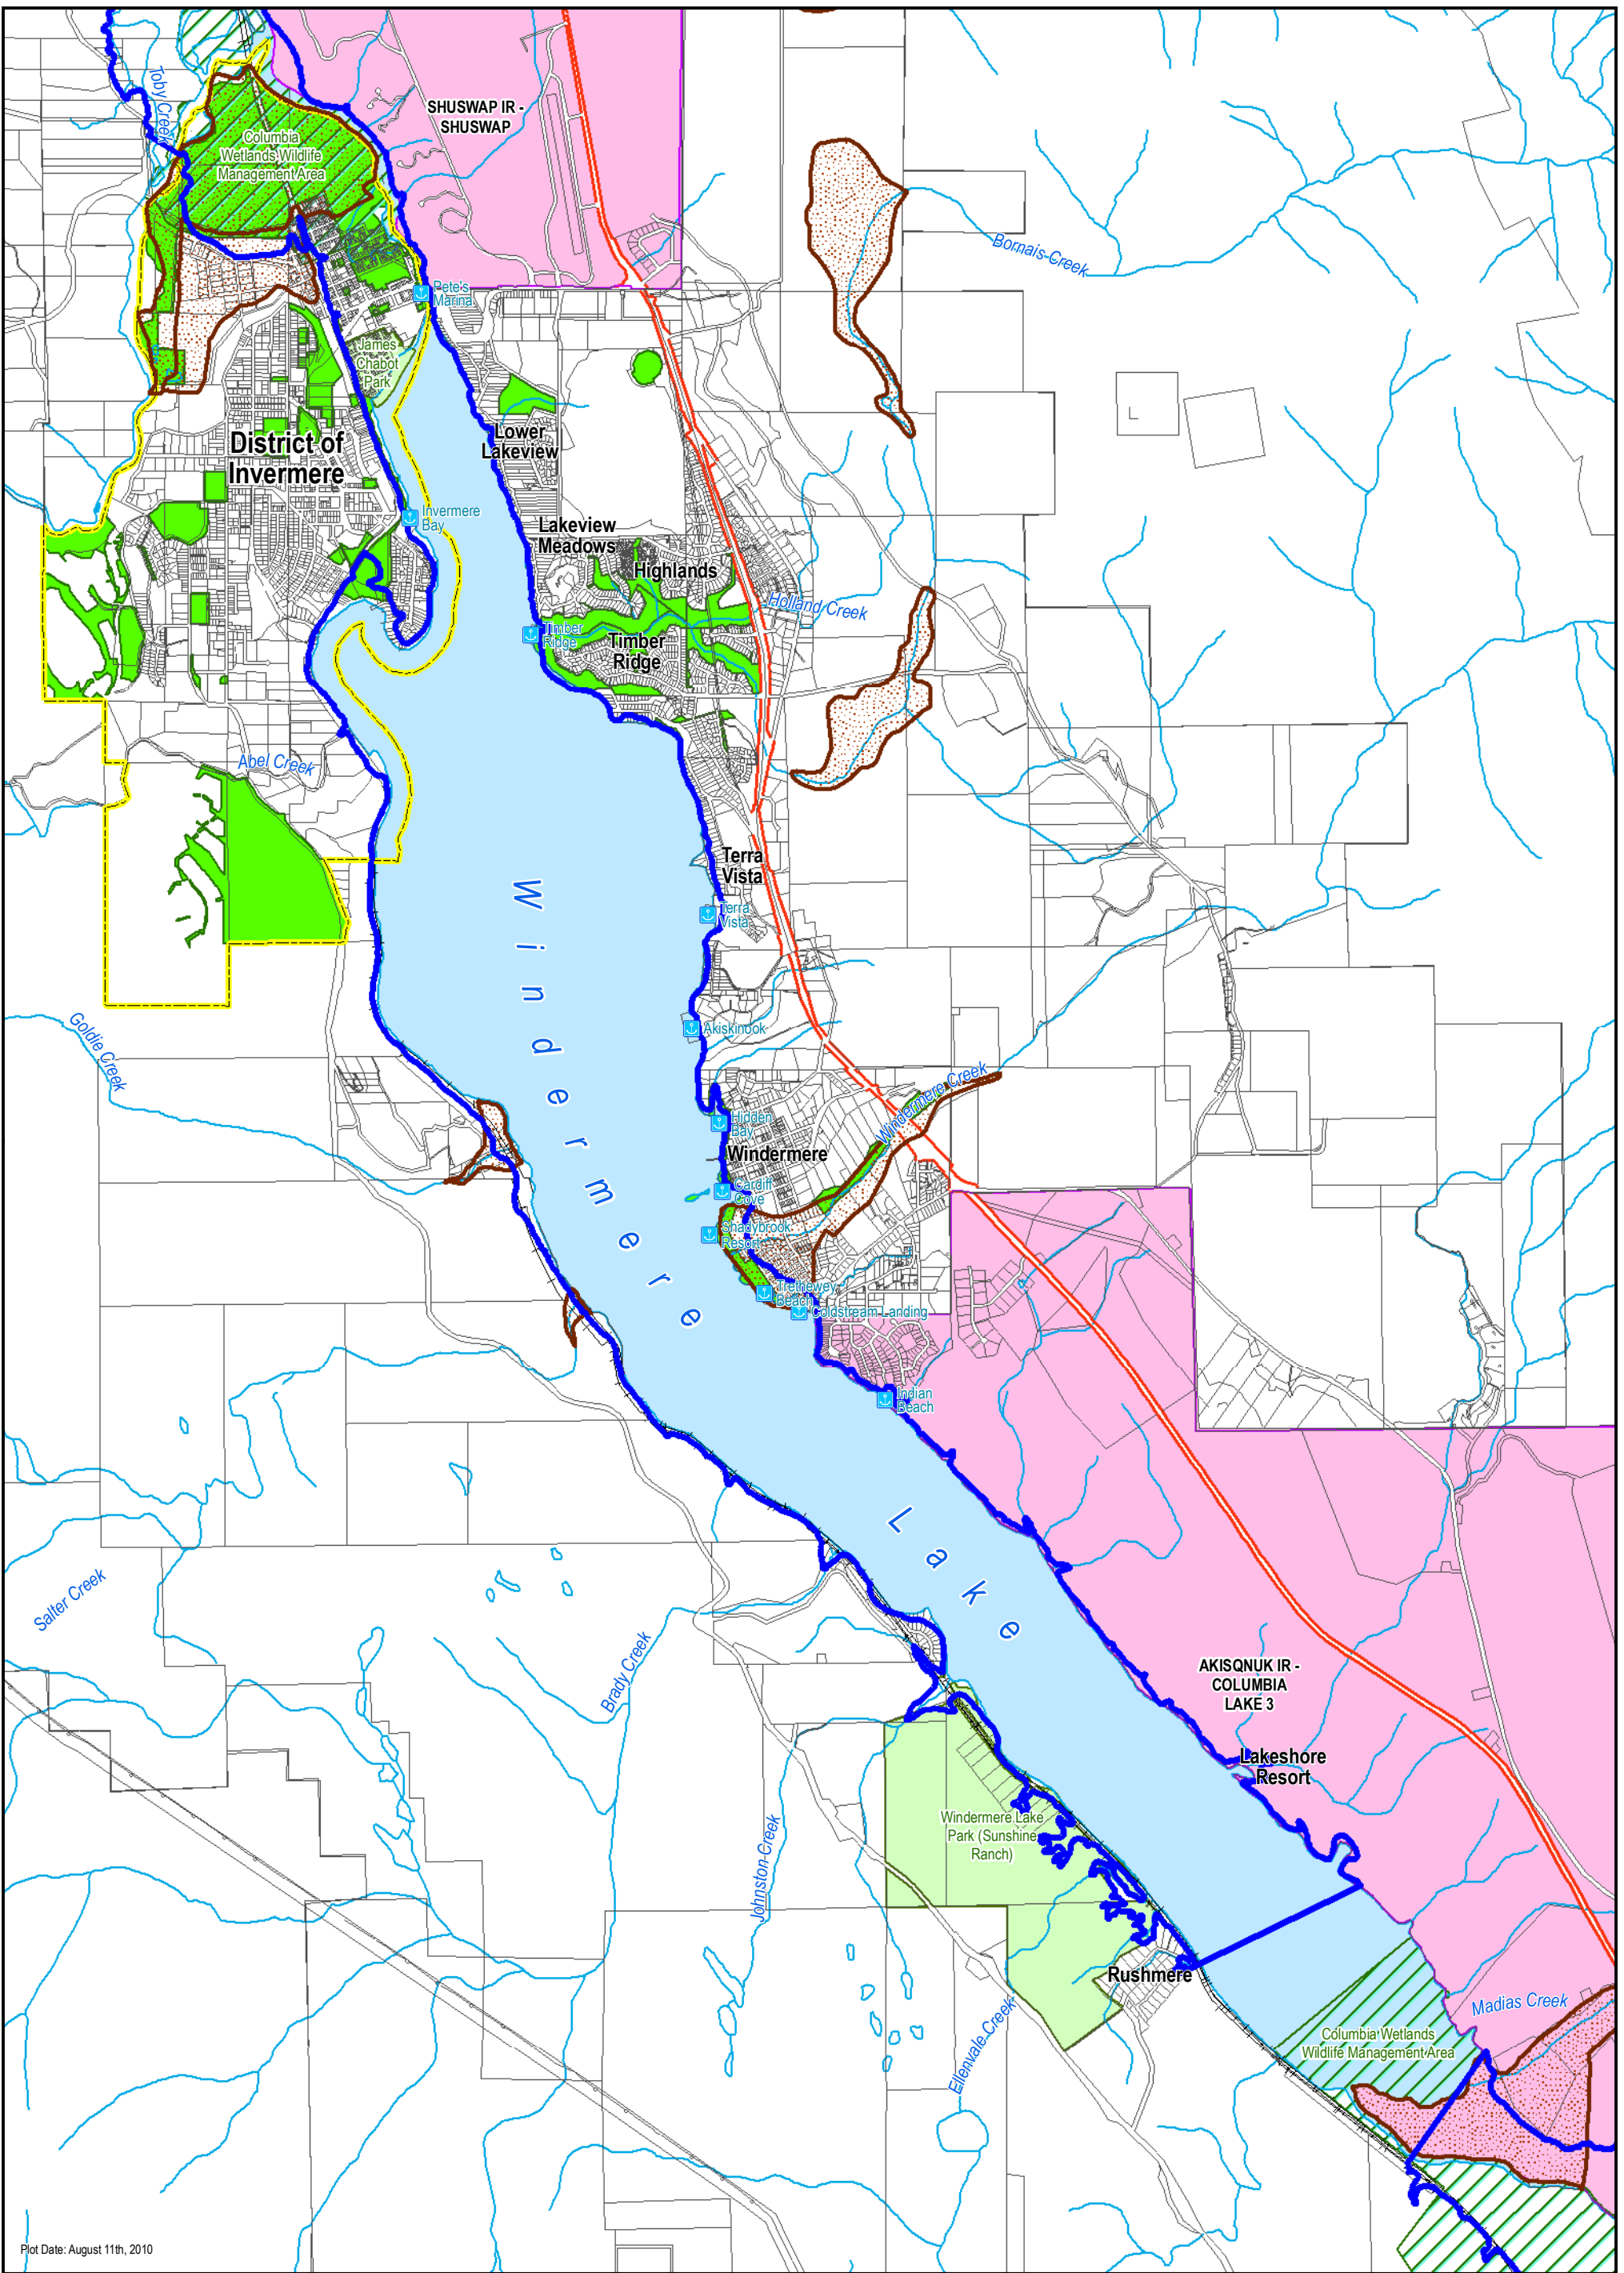 Toby Creek
SHUSWAP IR -
SHUSWAP
Columbia
Wetlands Wildlife
Management Area
Bornais Creek
Pete's
Marina
James
Chabot
Park
District of
Invermere
Lower
Lakeview
Invermere
Bay
Lakeview
Meadows
Highlands
Holland Creek
Timber
Ridge
Timber
Ridge
Abel Creek
Terra
Vista
Terra
Vista
Windermere
Lake
Goldie Creek
Akiskinook
Windermere Creek
Hidden
Bay
Windermere
Cardiff
Cove
Shadybrook
Resort
Trethewey
Beach
Coldstream Landing
Indian
Beach
Salter Creek
Brady Creek
AKISQNUK IR -
COLUMBIA
LAKE 3
Lakeshore
Resort
Windermere Lake
Park (Sunshine
Ranch)
Johnston Creek
Rushmere
Ellenvale Creek
Madias Creek
Columbia Wetlands
Wildlife Management Area
Plot Date: August 11th, 2010